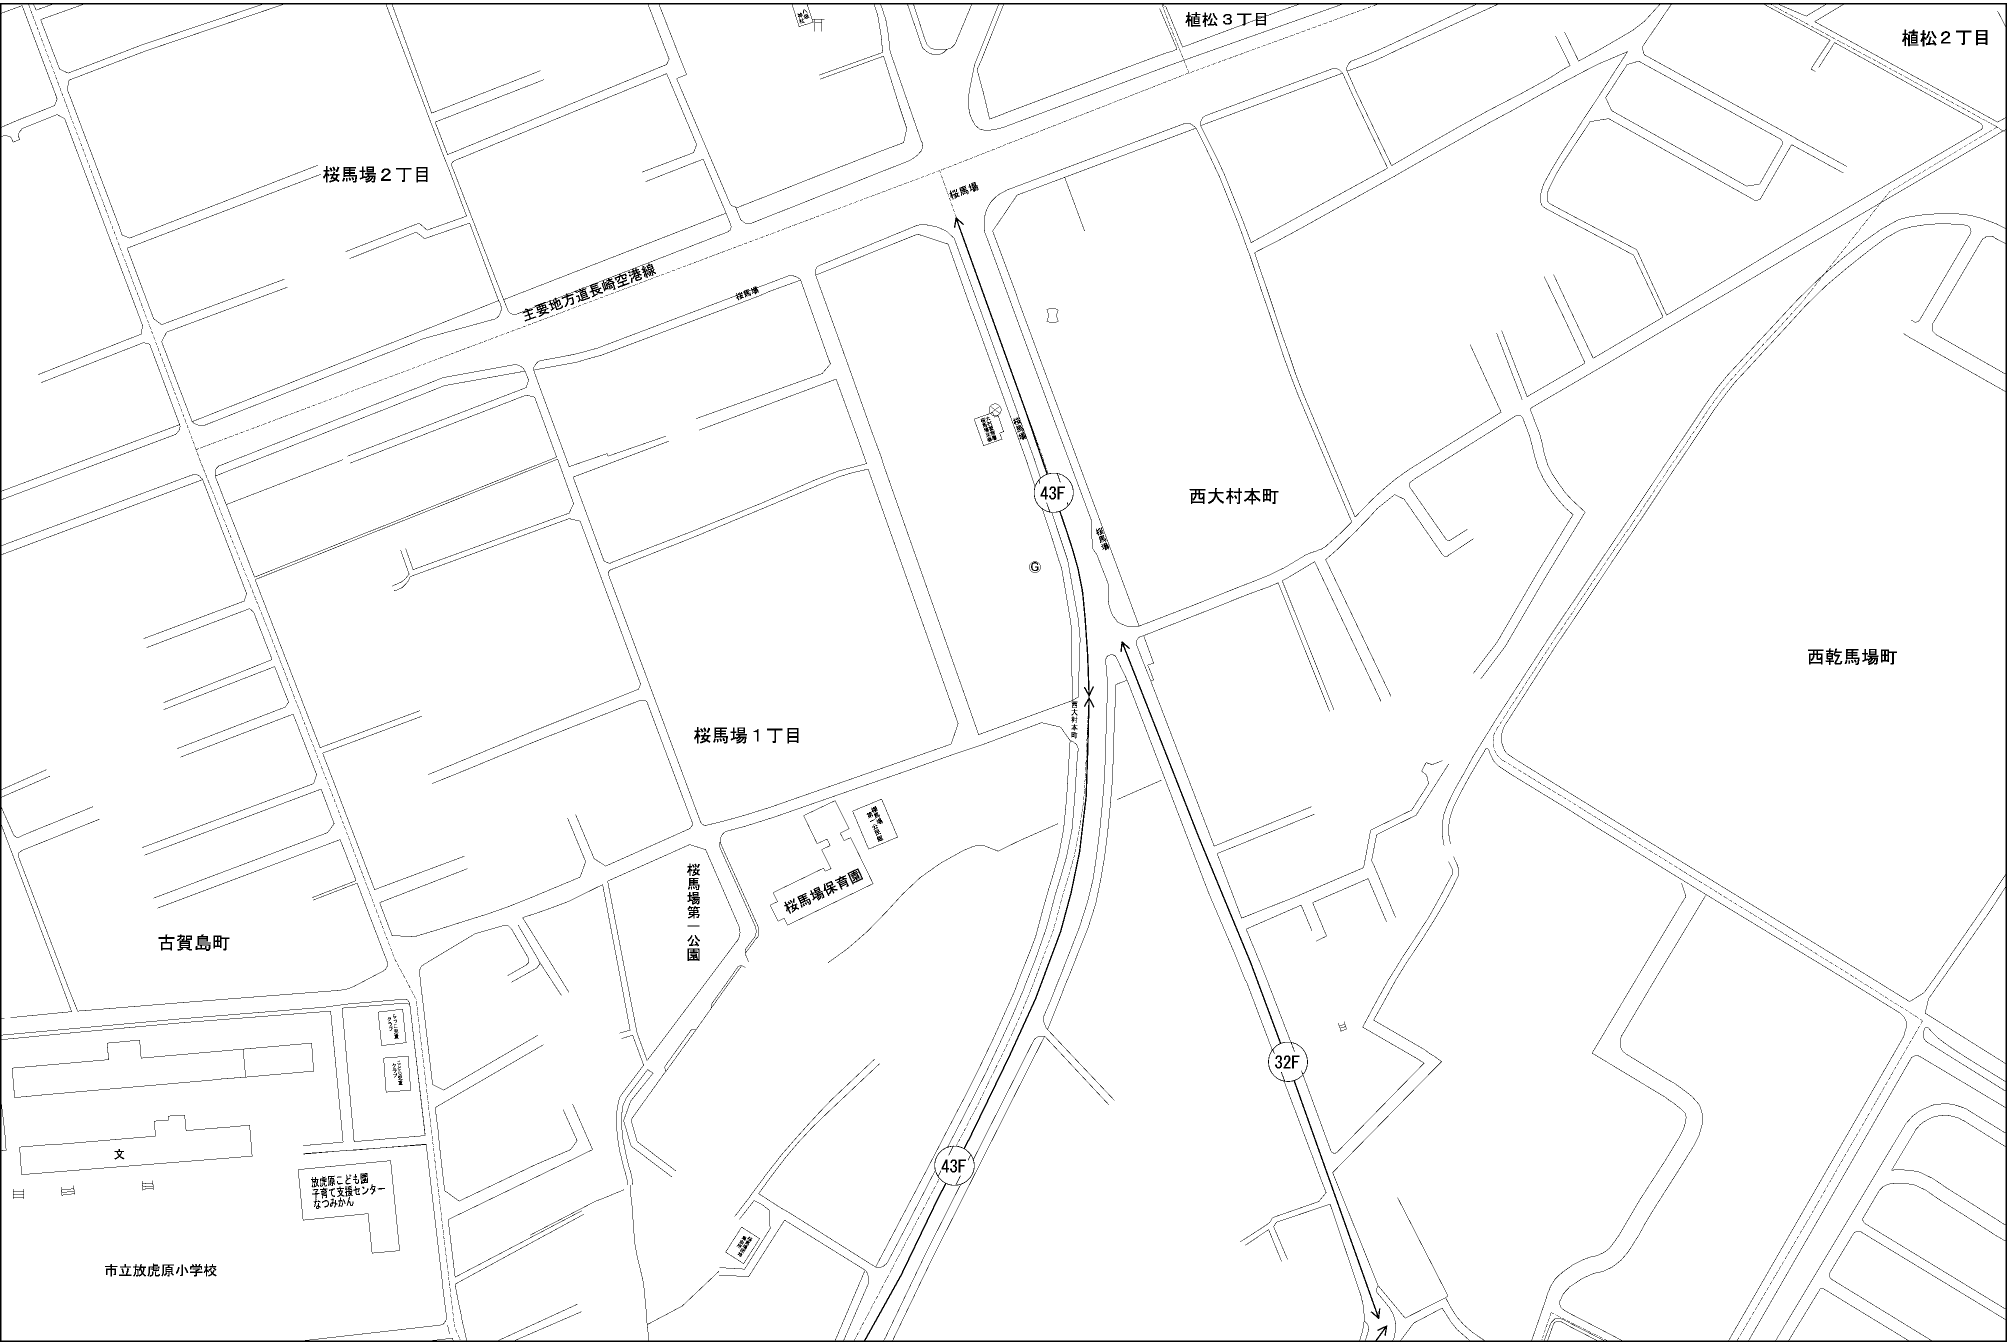 植松３丁目
植松２丁目
桜馬場２丁目
桜馬場
主要地方道長崎空港線
桜馬場
桜馬場
43F
西大村本町
桜馬場
G
西乾馬場町
西大村本町
桜馬場１丁目
桜馬場保育園
桜馬場第一公園
古賀島町
32F
文
43F
放虎原こども園
子育て支援センター
なつみかん
市立放虎原小学校